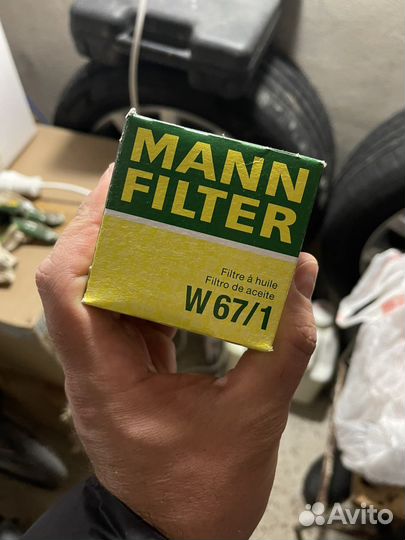 MANN
FILTER
Filtre à huile
Filtro de aceite
W 67/1
Avito